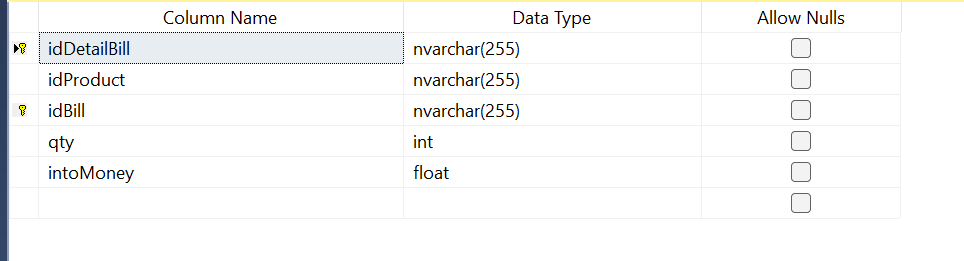 Column Name Data Type Allow Nulls
idDetailBill nvarchar(255)
idProduct nvarchar(255)
idBill nvarchar(255)
qty int
intoMoney float